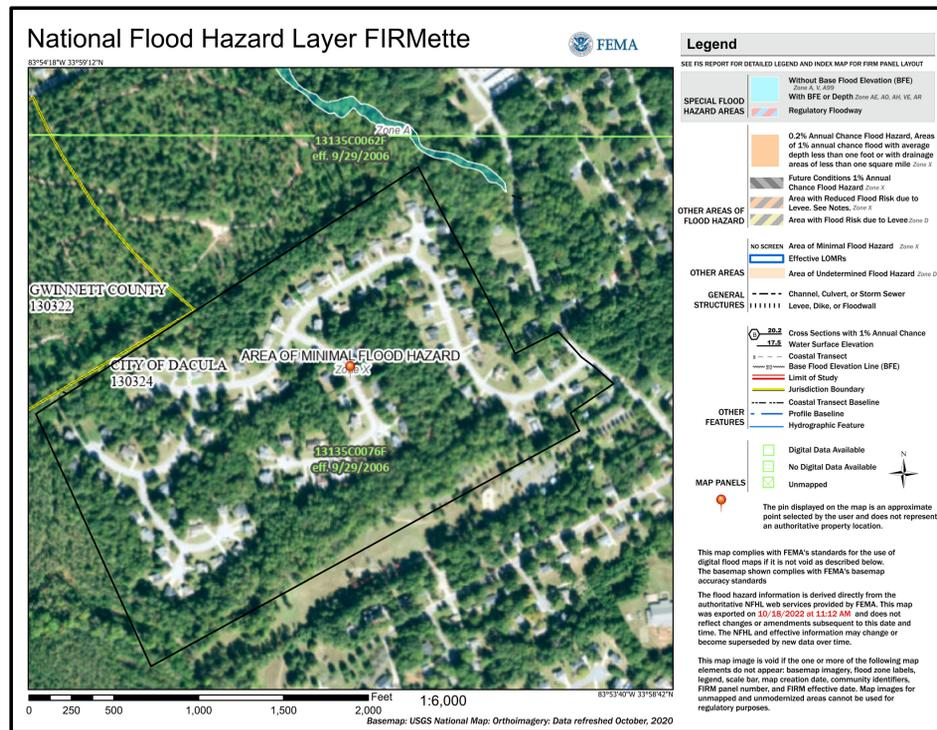 National Flood Hazard Layer FIRMette
FEMA
83°54'18"W 33°59'12"N
Zone A
13135C0062F
eff. 9/29/2006
GWINNETT COUNTY
130322
CITY OF DACULA
130324
AREA OF MINIMAL FLOOD HAZARD
Zone X
13135C0076F
eff. 9/29/2006
83°53'40"W 33°58'42"N
Feet
1:6,000
0 250 500 1,000 1,500 2,000
Basemap: USGS National Map: Orthoimagery: Data refreshed October, 2020
Legend
SEE FIS REPORT FOR DETAILED LEGEND AND INDEX MAP FOR FIRM PANEL LAYOUT
SPECIAL FLOOD
HAZARD AREAS
Without Base Flood Elevation (BFE)
Zone A, V, A99
With BFE or Depth Zone AE, AO, AH, VE, AR
Regulatory Floodway
0.2% Annual Chance Flood Hazard, Areas
of 1% annual chance flood with average
depth less than one foot or with drainage
areas of less than one square mile Zone X
Future Conditions 1% Annual
Chance Flood Hazard Zone X
Area with Reduced Flood Risk due to
Levee. See Notes. Zone X
Area with Flood Risk due to Levee Zone D
OTHER AREAS OF
FLOOD HAZARD
NO SCREEN Area of Minimal Flood Hazard Zone X
Effective LOMRs
OTHER AREAS
Area of Undetermined Flood Hazard Zone D
GENERAL
STRUCTURES
Channel, Culvert, or Storm Sewer
Levee, Dike, or Floodwall
B 20.2 Cross Sections with 1% Annual Chance
17.5 Water Surface Elevation
8 Coastal Transect
Base Flood Elevation Line (BFE)
Limit of Study
Jurisdiction Boundary
Coastal Transect Baseline
OTHER
FEATURES
Profile Baseline
Hydrographic Feature
Digital Data Available
No Digital Data Available
Unmapped
MAP PANELS
N
The pin displayed on the map is an approximate
point selected by the user and does not represent
an authoritative property location.
This map complies with FEMA's standards for the use of
digital flood maps if it is not void as described below.
The basemap shown complies with FEMA's basemap
accuracy standards
The flood hazard information is derived directly from the
authoritative NFHL web services provided by FEMA. This map
was exported on 10/18/2022 at 11:12 AM and does not
reflect changes or amendments subsequent to this date and
time. The NFHL and effective information may change or
become superseded by new data over time.
This map image is void if the one or more of the following map
elements do not appear: basemap imagery, flood zone labels,
legend, scale bar, map creation date, community identifiers,
FIRM panel number, and FIRM effective date. Map images for
unmapped and unmodernized areas cannot be used for
regulatory purposes.